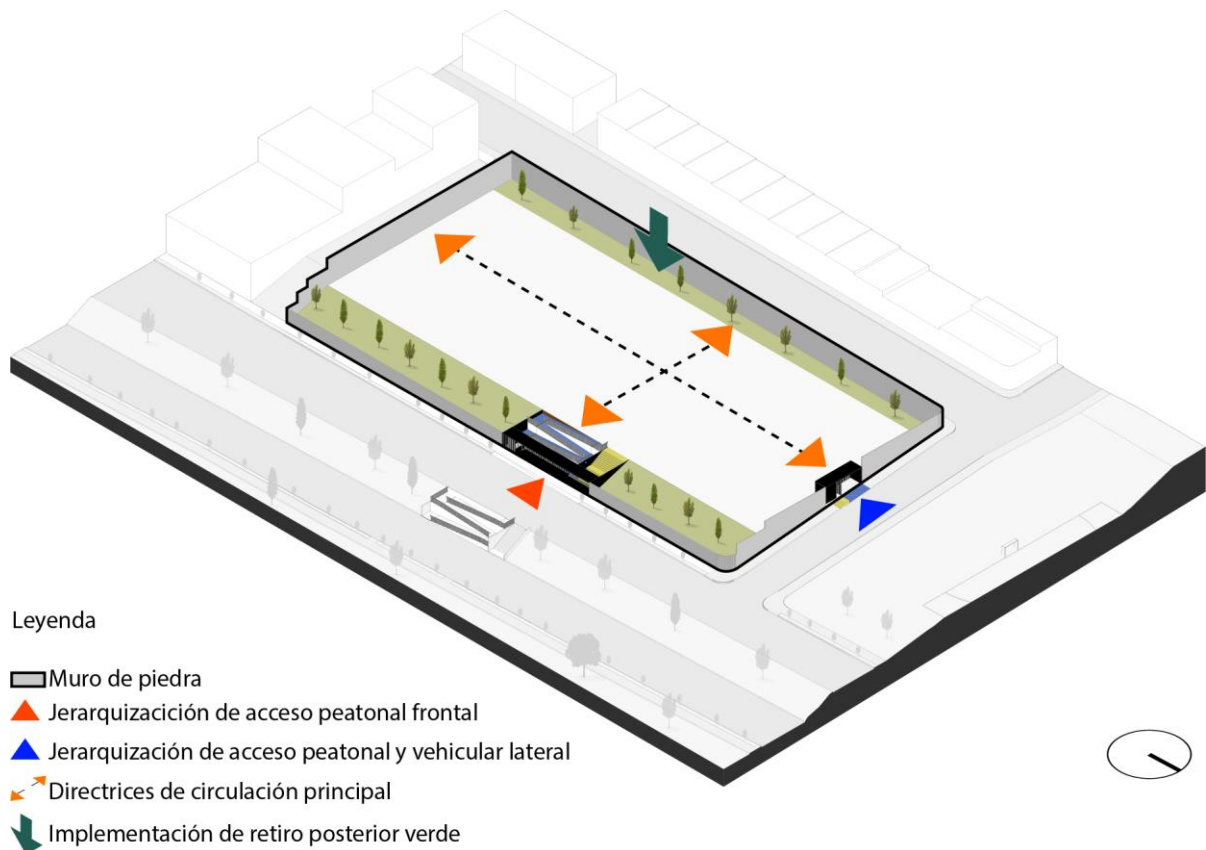 Leyenda
Muro de piedra
Jerarquizacición de acceso peatonal frontal
Jerarquización de acceso peatonal y vehicular lateral
Directrices de circulación principal
Implementación de retiro posterior verde